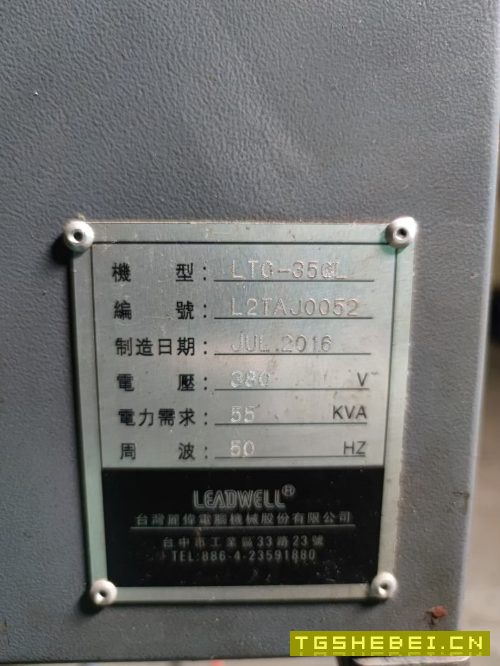 機 型: LTC-35CL
編 號: L2TAJ0052
制造日期: JUL.2016
電 壓: 380 V
電力需求: 55 KVA
周 波: 50 HZ
LEADWELL®
台灣麗偉電腦機械股份有限公司
台中市工業區33路23號
TEL:886-4-23591880
TGSHEBEI.CN